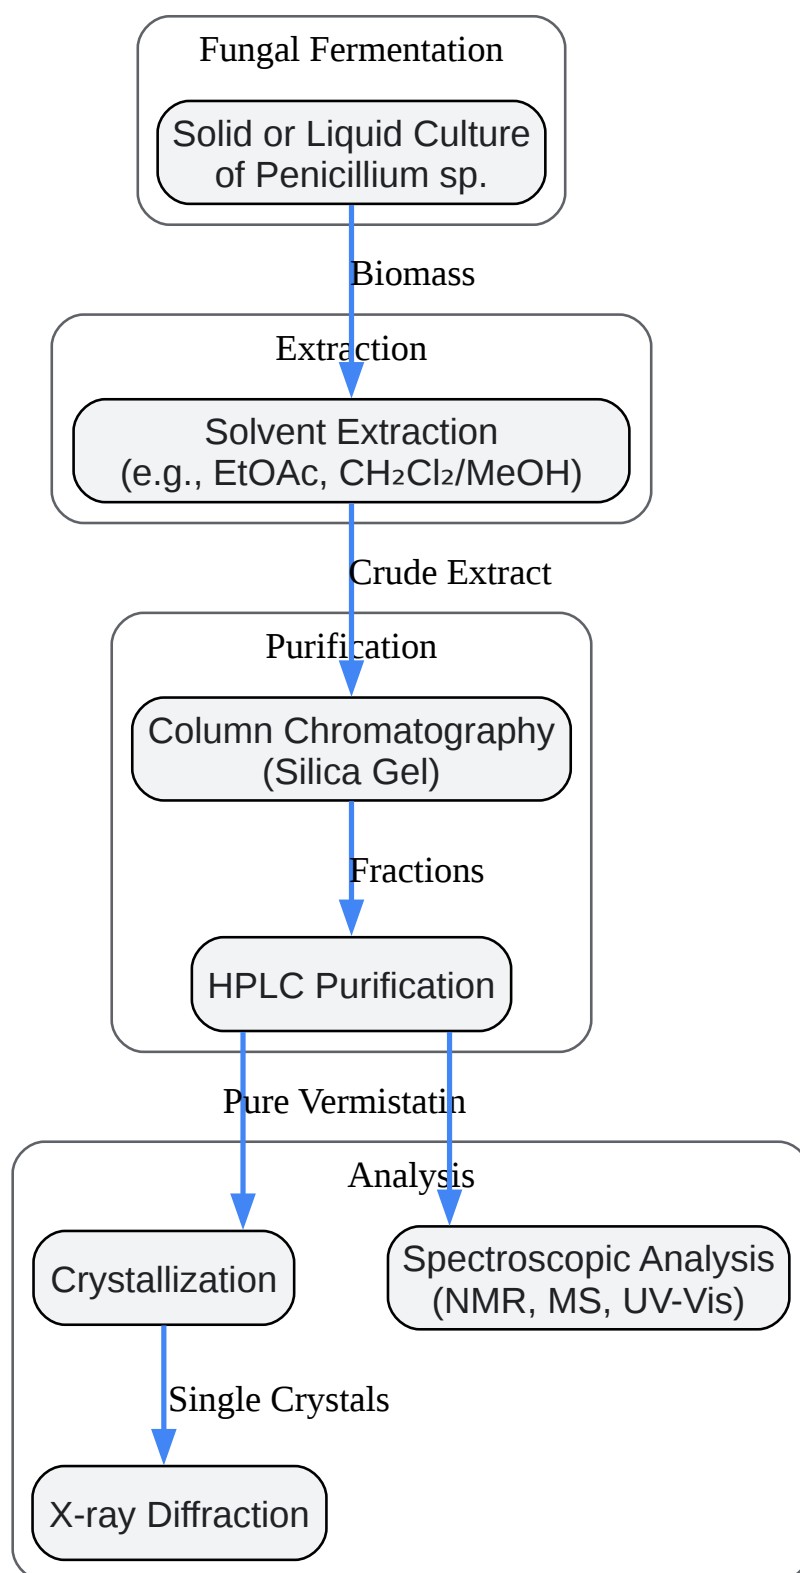 Fungal Fermentation
Solid or Liquid Culture
of Penicillium sp.
Biomass
Extraction
Solvent Extraction
(e.g., EtOAc, CH₂Cl₂/MeOH)
Crude Extract
Purification
Column Chromatography
(Silica Gel)
Fractions
HPLC Purification
Pure Vermistatin
Analysis
Crystallization
Spectroscopic Analysis
(NMR, MS, UV-Vis)
Single Crystals
X-ray Diffraction